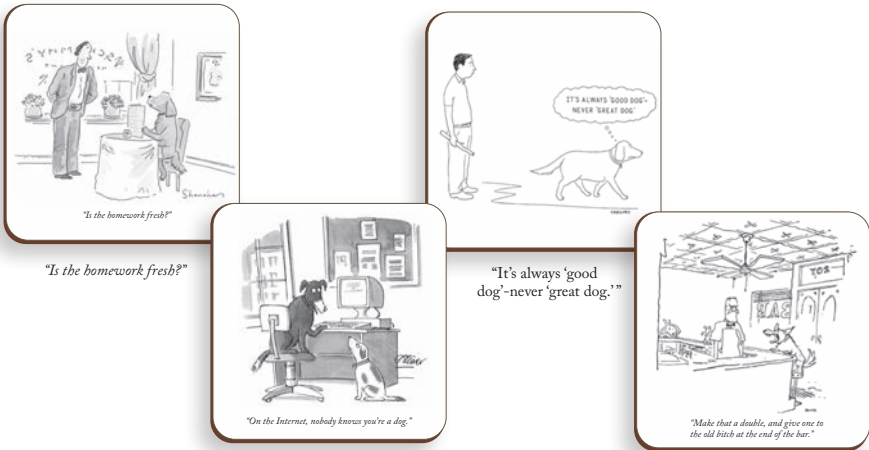 "Is the homework fresh?"
Shanahan
"Is the homework fresh?"
"On the Internet, nobody knows you're a dog."
IT'S ALWAYS 'GOOD DOG'–
NEVER 'GREAT DOG'
"It's always 'good
dog'-never 'great dog.'"
BAR
"Make that a double, and give one to
the old bitch at the end of the bar."